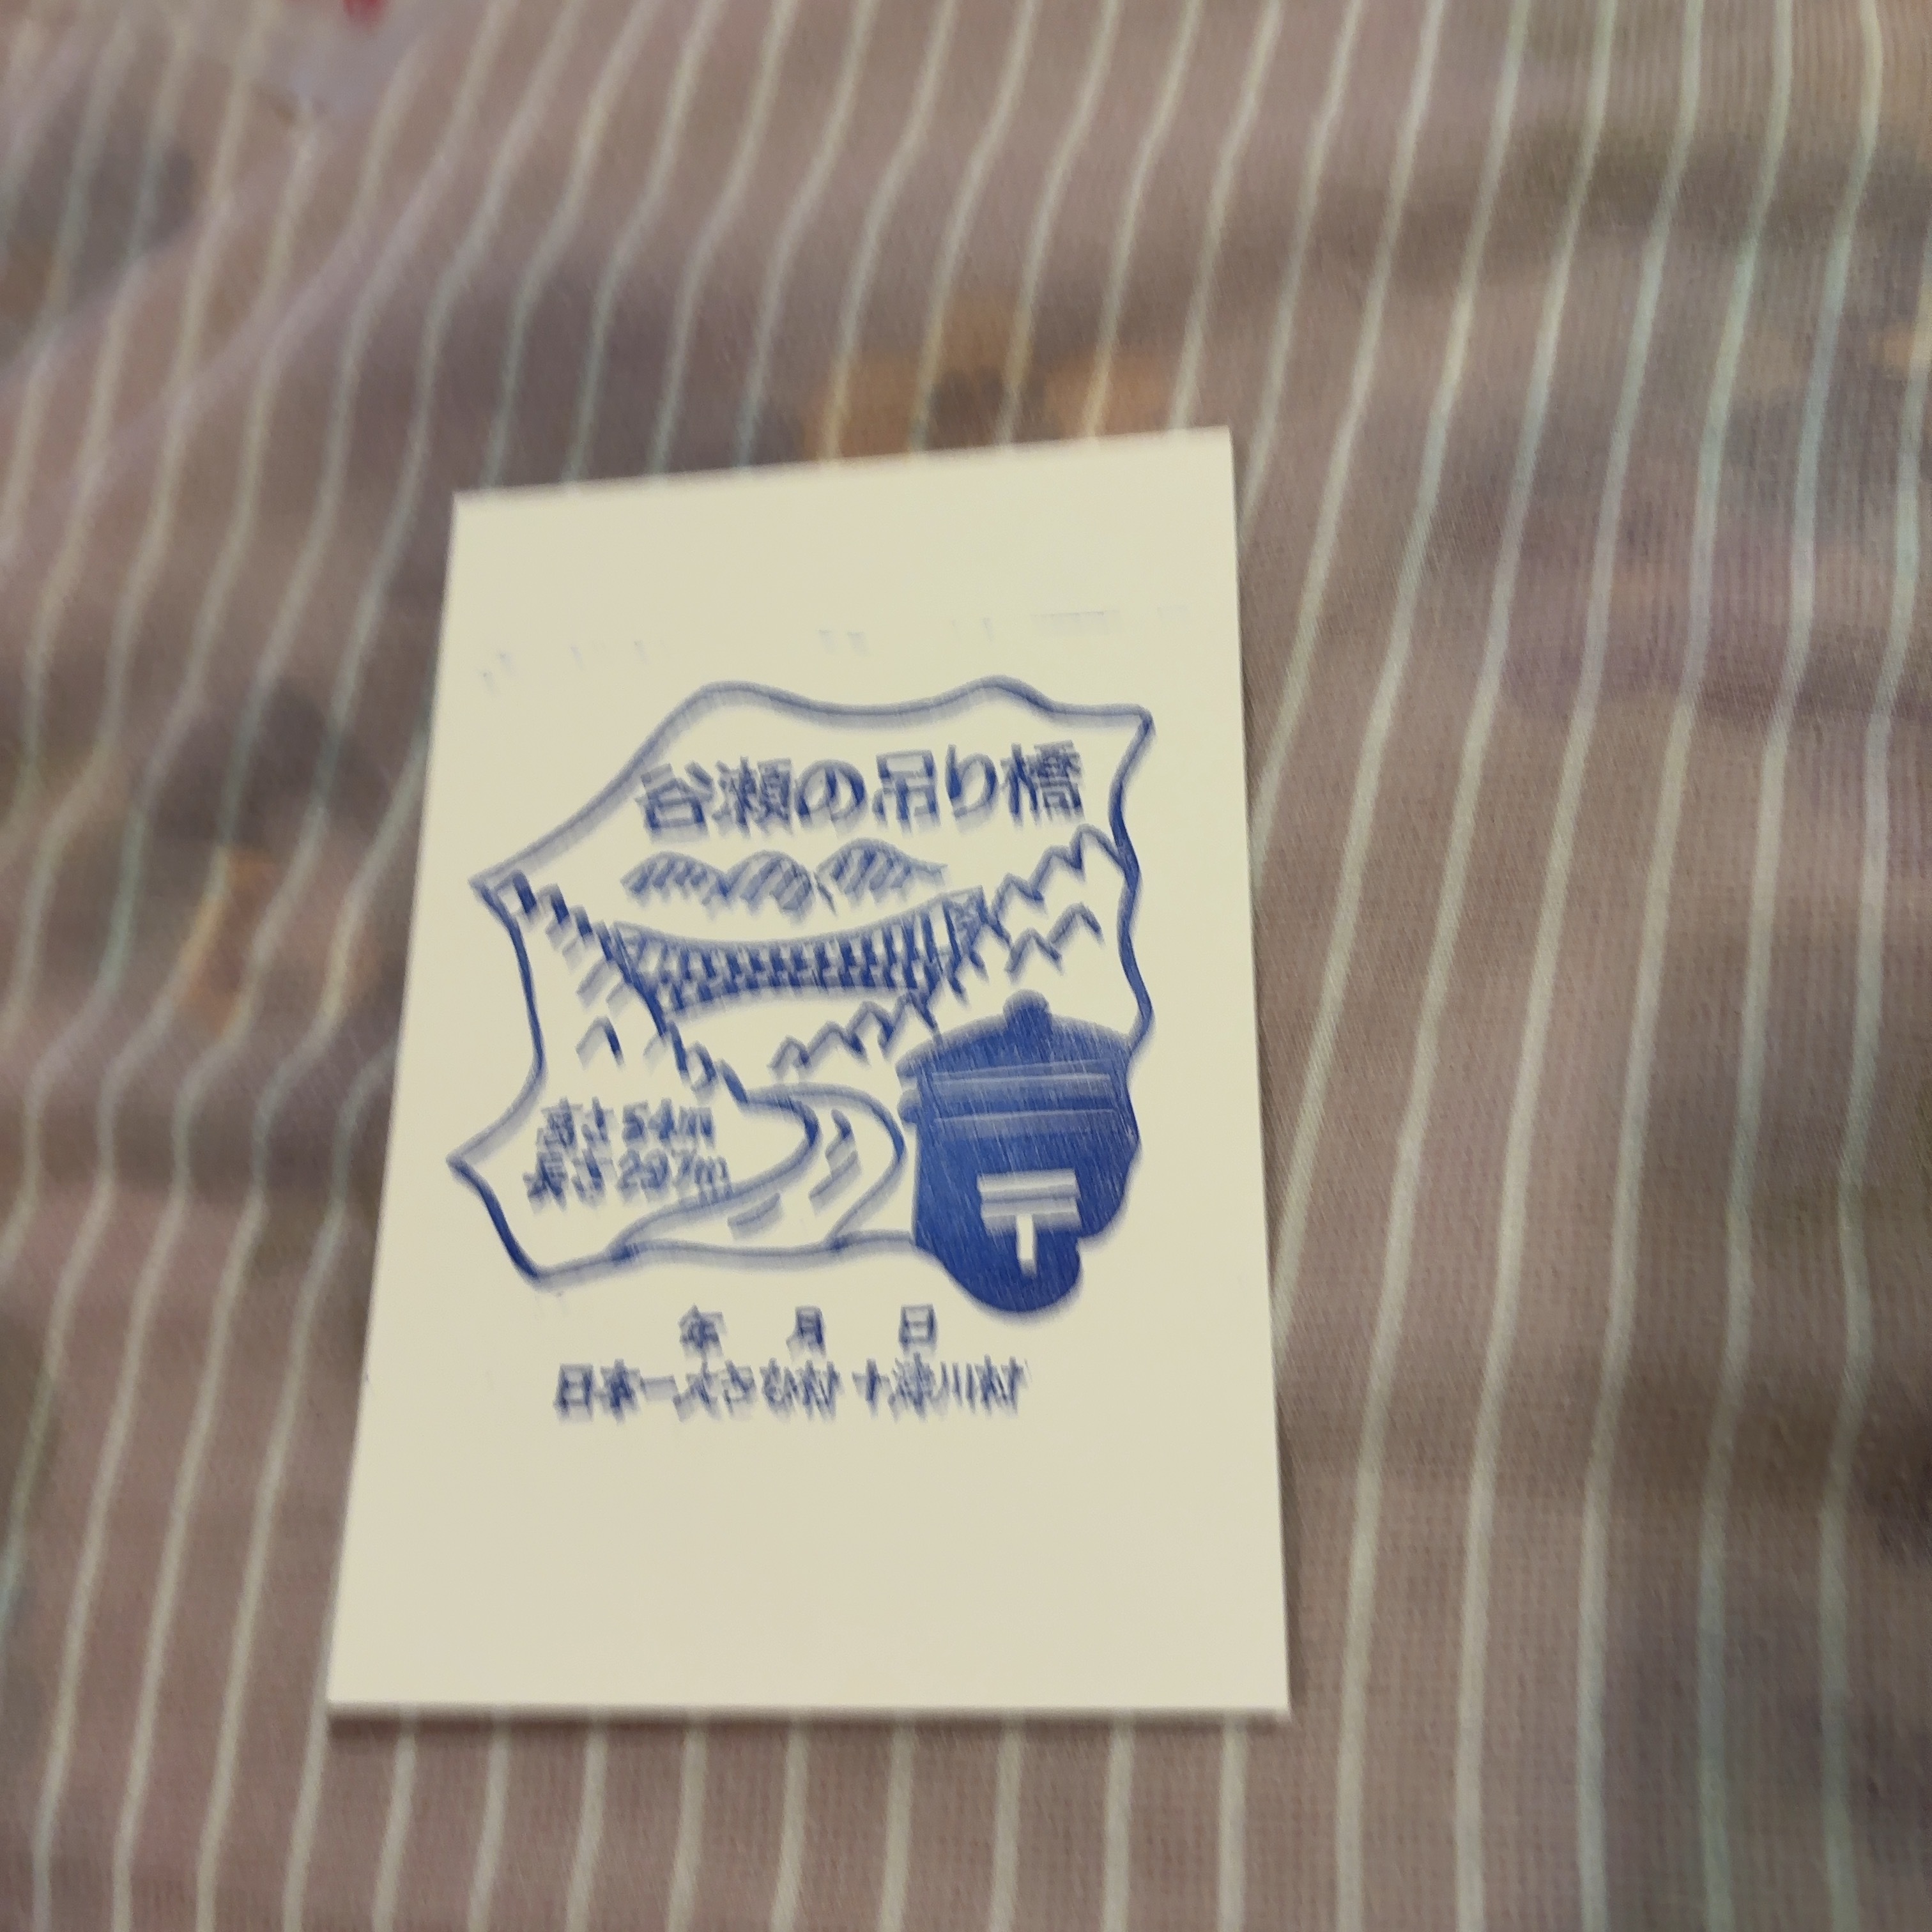 谷瀬の吊り橋
高さ54m
長さ297m
〒
年 月 日
日本一大きな村 十津川村